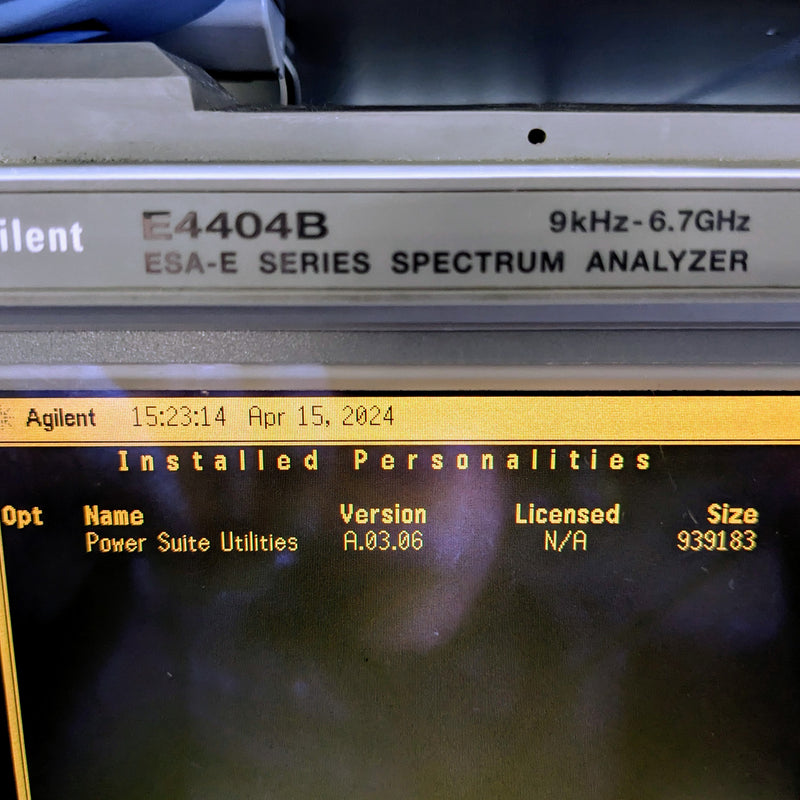 ilent E4404B 9kHz-6.7GHz
ESA-E SERIES SPECTRUM ANALYZER
Agilent 15:23:14 Apr 15, 2024
Installed Personalities
Opt Name Version Licensed Size
Power Suite Utilities A.03.06 N/A 939183